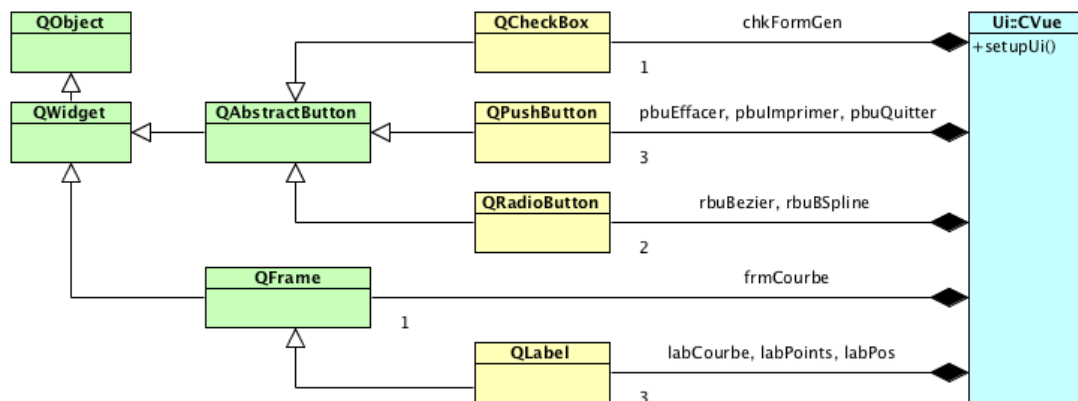 QObject
QCheckBox
chkFormGen
1
Ui::CVue
+setupUi()
QWidget
QAbstractButton
QPushButton
pbuEffacer, pbuImprimer, pbuQuitter
3
QRadioButton
rbuBezier, rbuBSpline
2
QFrame
frmCourbe
1
QLabel
labCourbe, labPoints, labPos
3